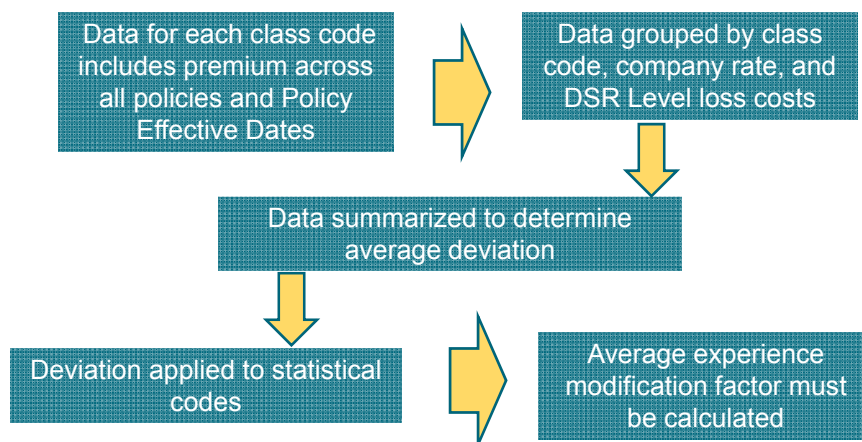 Data for each class code
includes premium across
all policies and Policy
Effective Dates
Data grouped by class
code, company rate, and
DSR Level loss costs
Data summarized to determine
average deviation
Deviation applied to statistical
codes
Average experience
modification factor must
be calculated